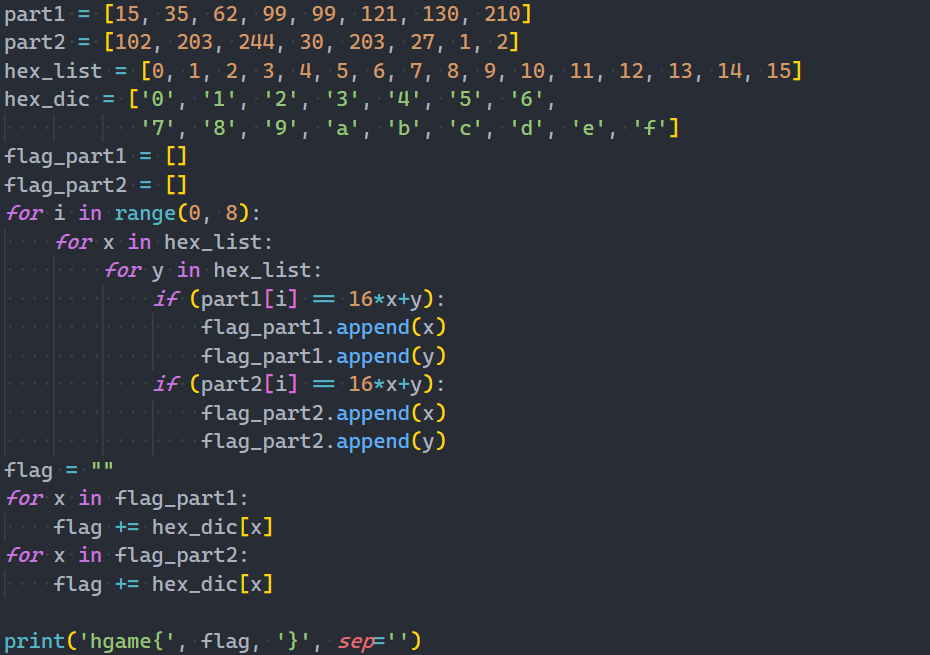 part1 = [15, 35, 62, 99, 99, 121, 130, 210]
part2 = [102, 203, 244, 30, 203, 27, 1, 2]
hex_list = [0, 1, 2, 3, 4, 5, 6, 7, 8, 9, 10, 11, 12, 13, 14, 15]
hex_dic = ['0', '1', '2', '3', '4', '5', '6',
           '7', '8', '9', 'a', 'b', 'c', 'd', 'e', 'f']
flag_part1 = []
flag_part2 = []
for i in range(0, 8):
    for x in hex_list:
        for y in hex_list:
            if (part1[i] == 16*x+y):
                flag_part1.append(x)
                flag_part1.append(y)
            if (part2[i] == 16*x+y):
                flag_part2.append(x)
                flag_part2.append(y)
flag = ""
for x in flag_part1:
    flag += hex_dic[x]
for x in flag_part2:
    flag += hex_dic[x]

print('hgame{', flag, '}', sep='')